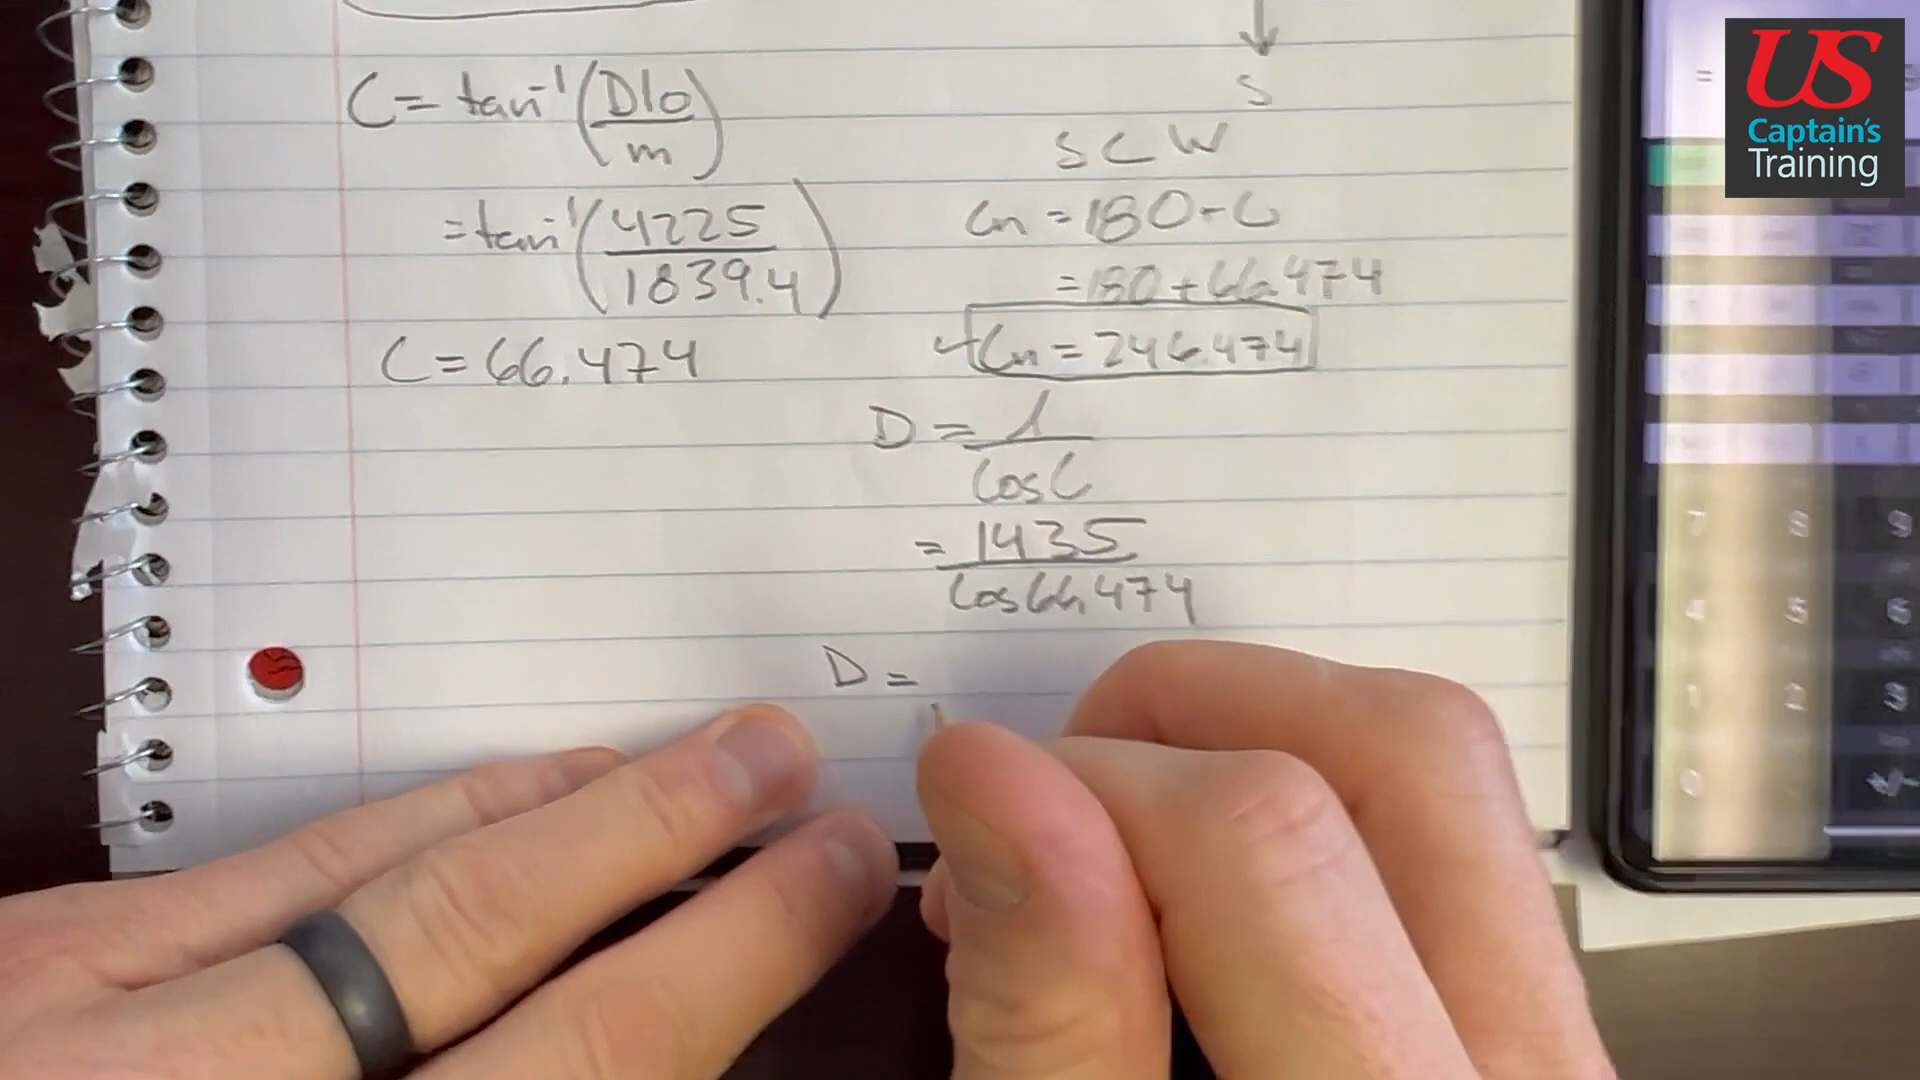 S
C = tan⁻¹(Dlo/m)
= tan⁻¹(4225/1839.4)
C = 66.474
S C W
Cn = 180 - C
= 180 + 66.474
Cn = 246.474
D = l
Cos C
= 1435
Cos 66.474
D =
US
Captain's
Training
7 8 9
4 5 6
1 2 3
0 +/-